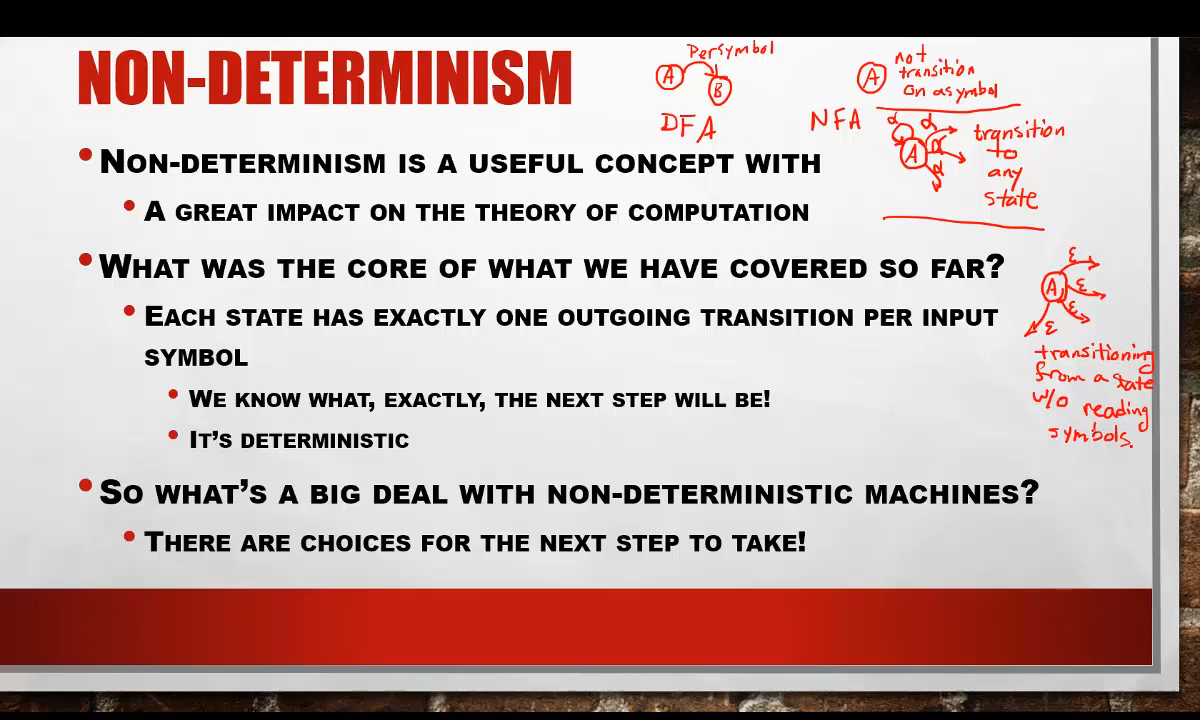 NON-DETERMINISM
• NON-DETERMINISM IS A USEFUL CONCEPT WITH
• A GREAT IMPACT ON THE THEORY OF COMPUTATION
• WHAT WAS THE CORE OF WHAT WE HAVE COVERED SO FAR?
• EACH STATE HAS EXACTLY ONE OUTGOING TRANSITION PER INPUT
SYMBOL
• WE KNOW WHAT, EXACTLY, THE NEXT STEP WILL BE!
• IT'S DETERMINISTIC
• SO WHAT'S A BIG DEAL WITH NON-DETERMINISTIC MACHINES?
• THERE ARE CHOICES FOR THE NEXT STEP TO TAKE!
Per symbol
A
B
DFA
NFA
A
not
transition
on a symbol
α α
A
α
α
transition
to
any
state
ε
A ε
ε
ε
transitioning
from a state
w/o reading
symbols.